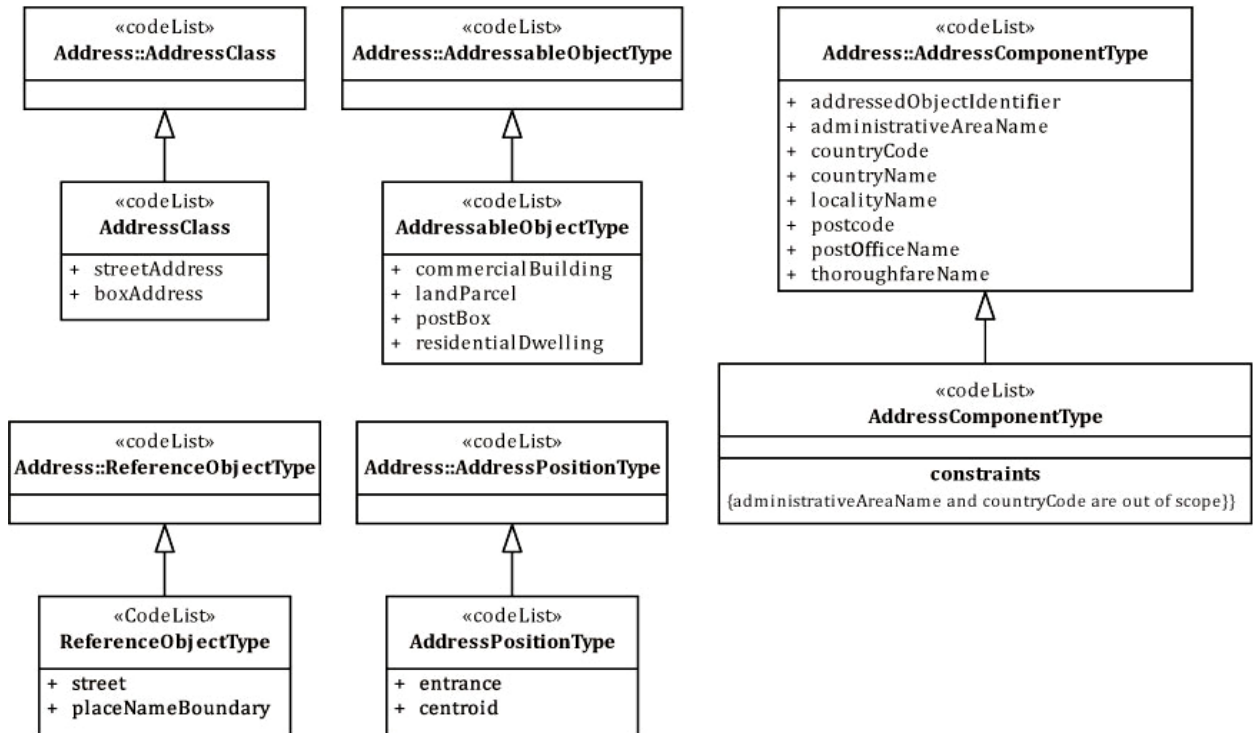 «codeList»
Address::AddressClass
«codeList»
AddressClass
+ streetAddress
+ boxAddress
«codeList»
Address::AddressableObjectType
«codeList»
AddressableObjectType
+ commercialBuilding
+ landParcel
+ postBox
+ residentialDwelling
«codeList»
Address::AddressComponentType
+ addressedObjectIdentifier
+ administrativeAreaName
+ countryCode
+ countryName
+ localityName
+ postcode
+ postOfficeName
+ thoroughfareName
«codeList»
AddressComponentType
constraints
{administrativeAreaName and countryCode are out of scope}}
«codeList»
Address::ReferenceObjectType
«CodeList»
ReferenceObjectType
+ street
+ placeNameBoundary
«codeList»
Address::AddressPositionType
«codeList»
AddressPositionType
+ entrance
+ centroid